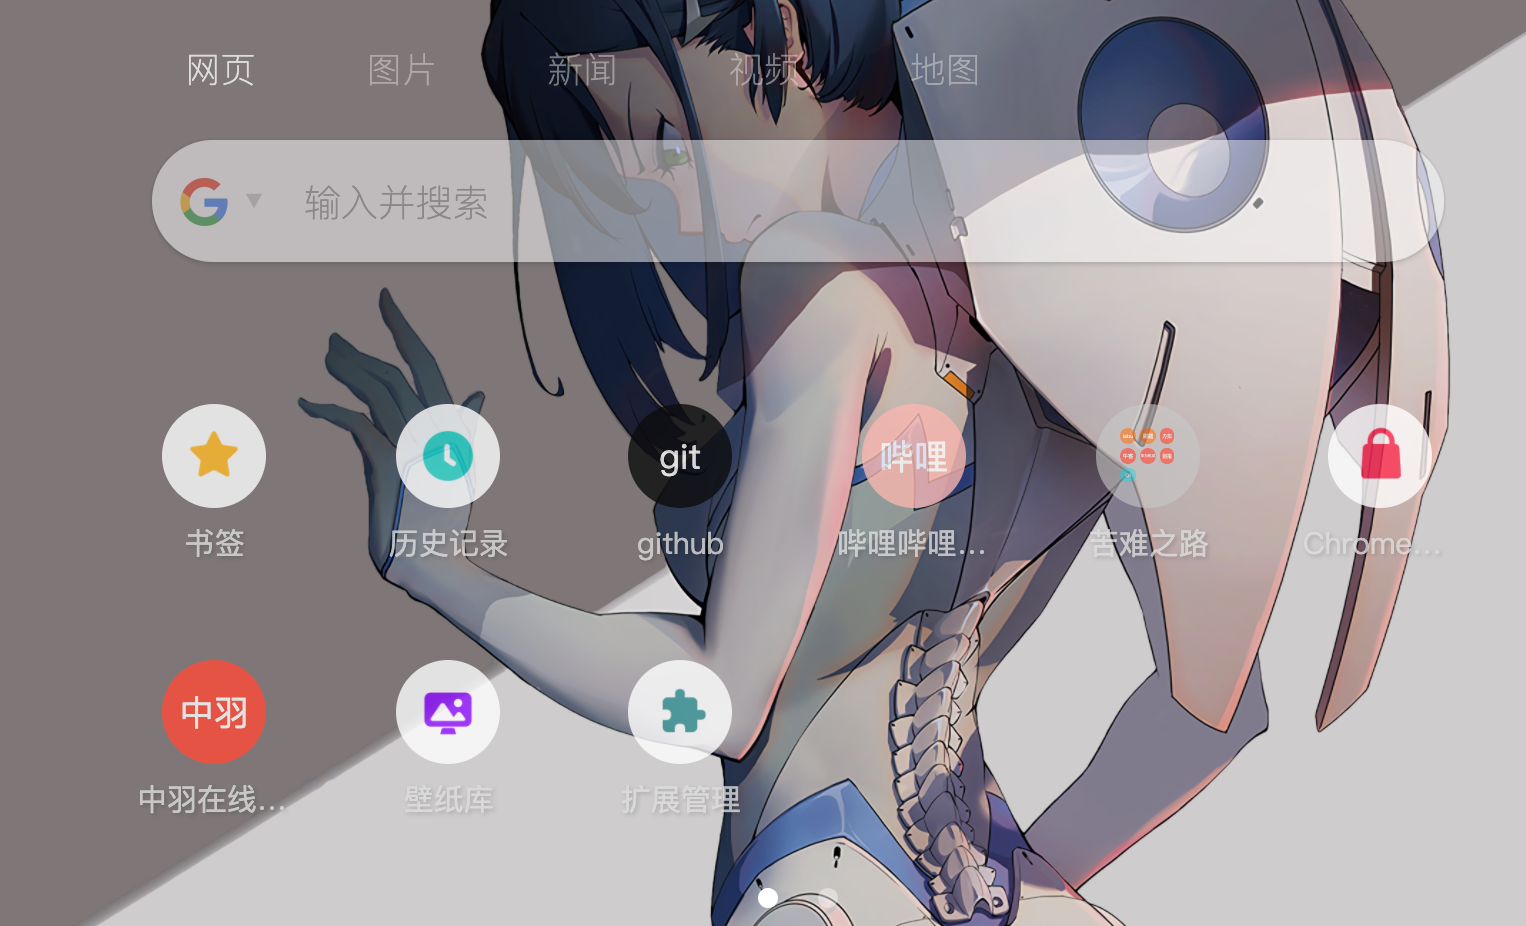 网页 图片 新闻 视频 地图
G 输入并搜索
git 哔哩
书签 历史记录 github 哔哩哔哩... 苦难之路 Chrome...
中羽
中羽在线... 壁纸库 扩展管理